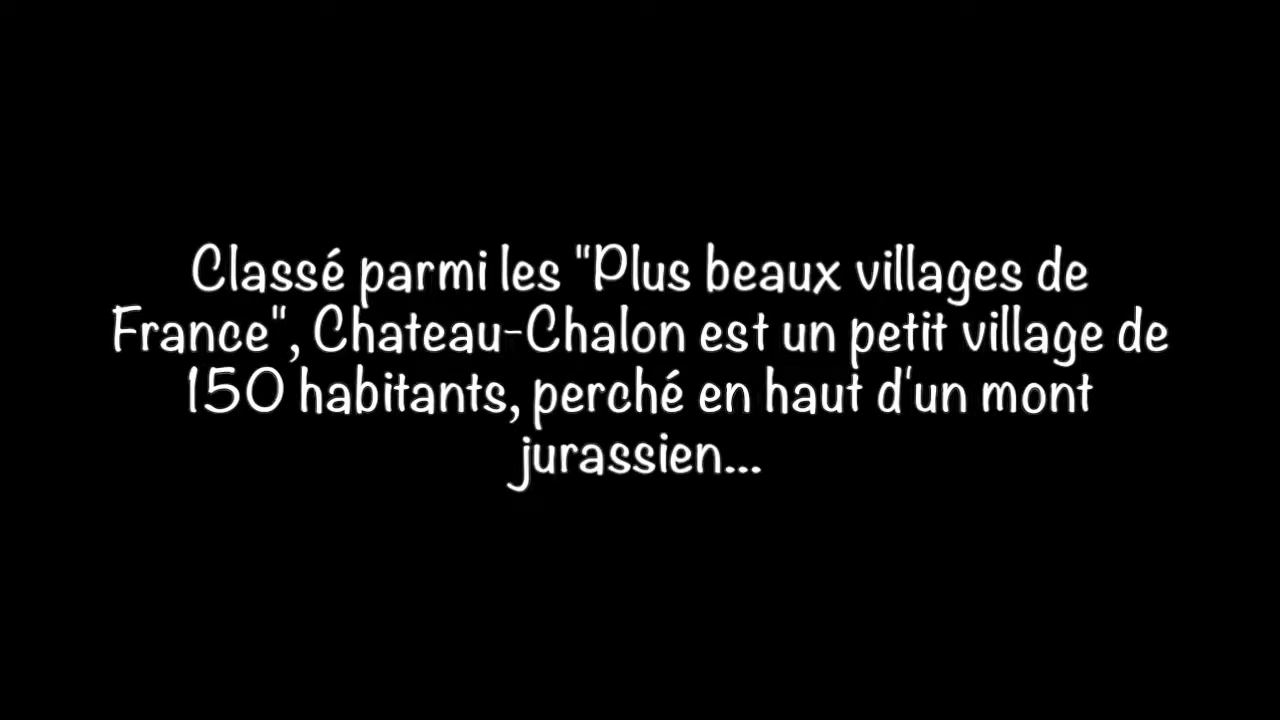 Classé parmi les "Plus beaux villages de
France", Chateau-Chalon est un petit village de
150 habitants, perché en haut d'un mont
jurassien...